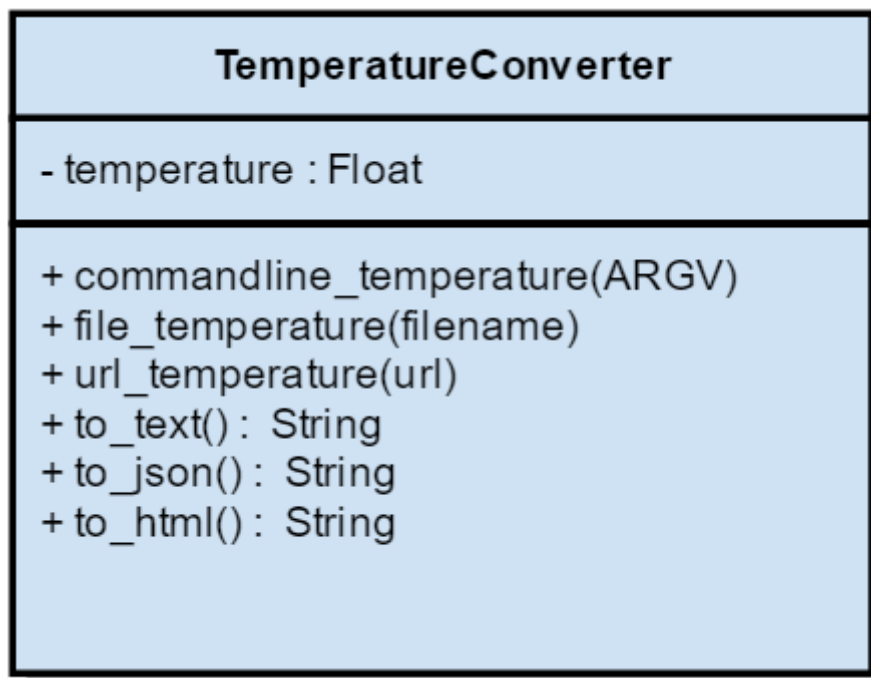 TemperatureConverter
- temperature : Float
+ commandline_temperature(ARGV)
+ file_temperature(filename)
+ url_temperature(url)
+ to_text() : String
+ to_json() : String
+ to_html() : String